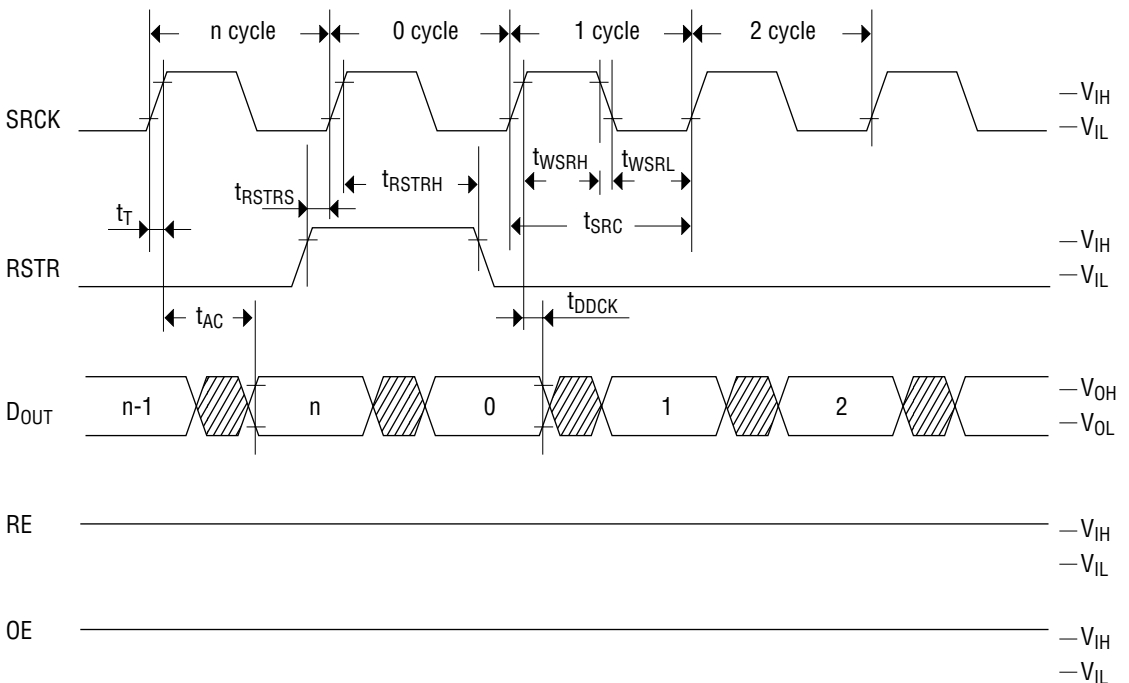 n cycle 0 cycle 1 cycle 2 cycle
SRCK
VIH
VIL
tWSRH tWSRL
tRSTRS tRSTRH
tT tSRC
RSTR
VIH
VIL
tAC tDDCK
DOUT n-1 n 0 1 2
VOH
VOL
RE
VIH
VIL
OE
VIH
VIL